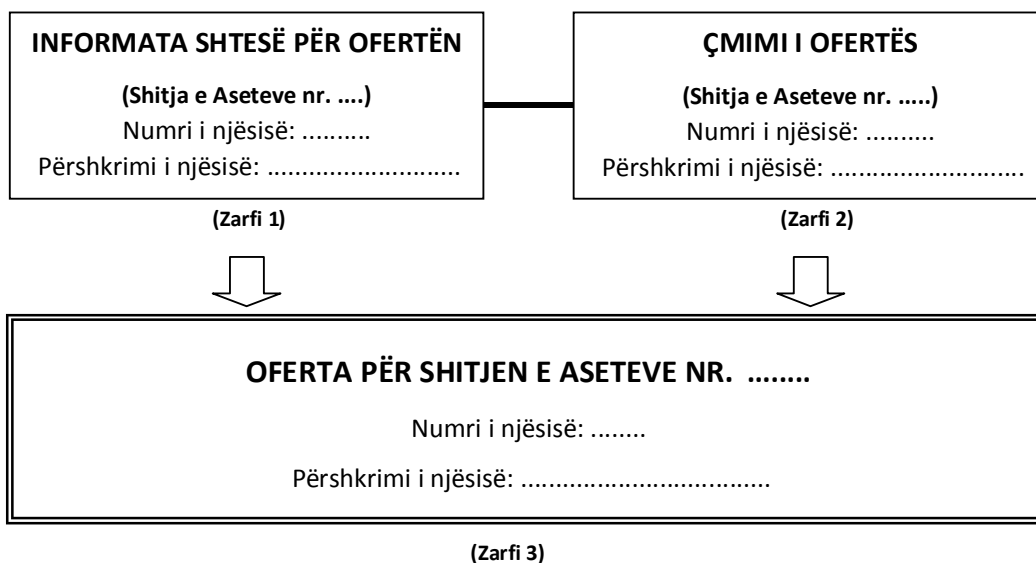 INFORMATA SHTESË PËR OFERTËN
(Shitja e Aseteve nr. ....)
Numri i njësisë: ..........
Përshkrimi i njësisë: ............................
(Zarfi 1)
ÇMIMI I OFERTËS
(Shitja e Aseteve nr. .....)
Numri i njësisë: ..........
Përshkrimi i njësisë: ............................
(Zarfi 2)
OFERTA PËR SHITJEN E ASETEVE NR. ........
Numri i njësisë: ........
Përshkrimi i njësisë: ....................................
(Zarfi 3)